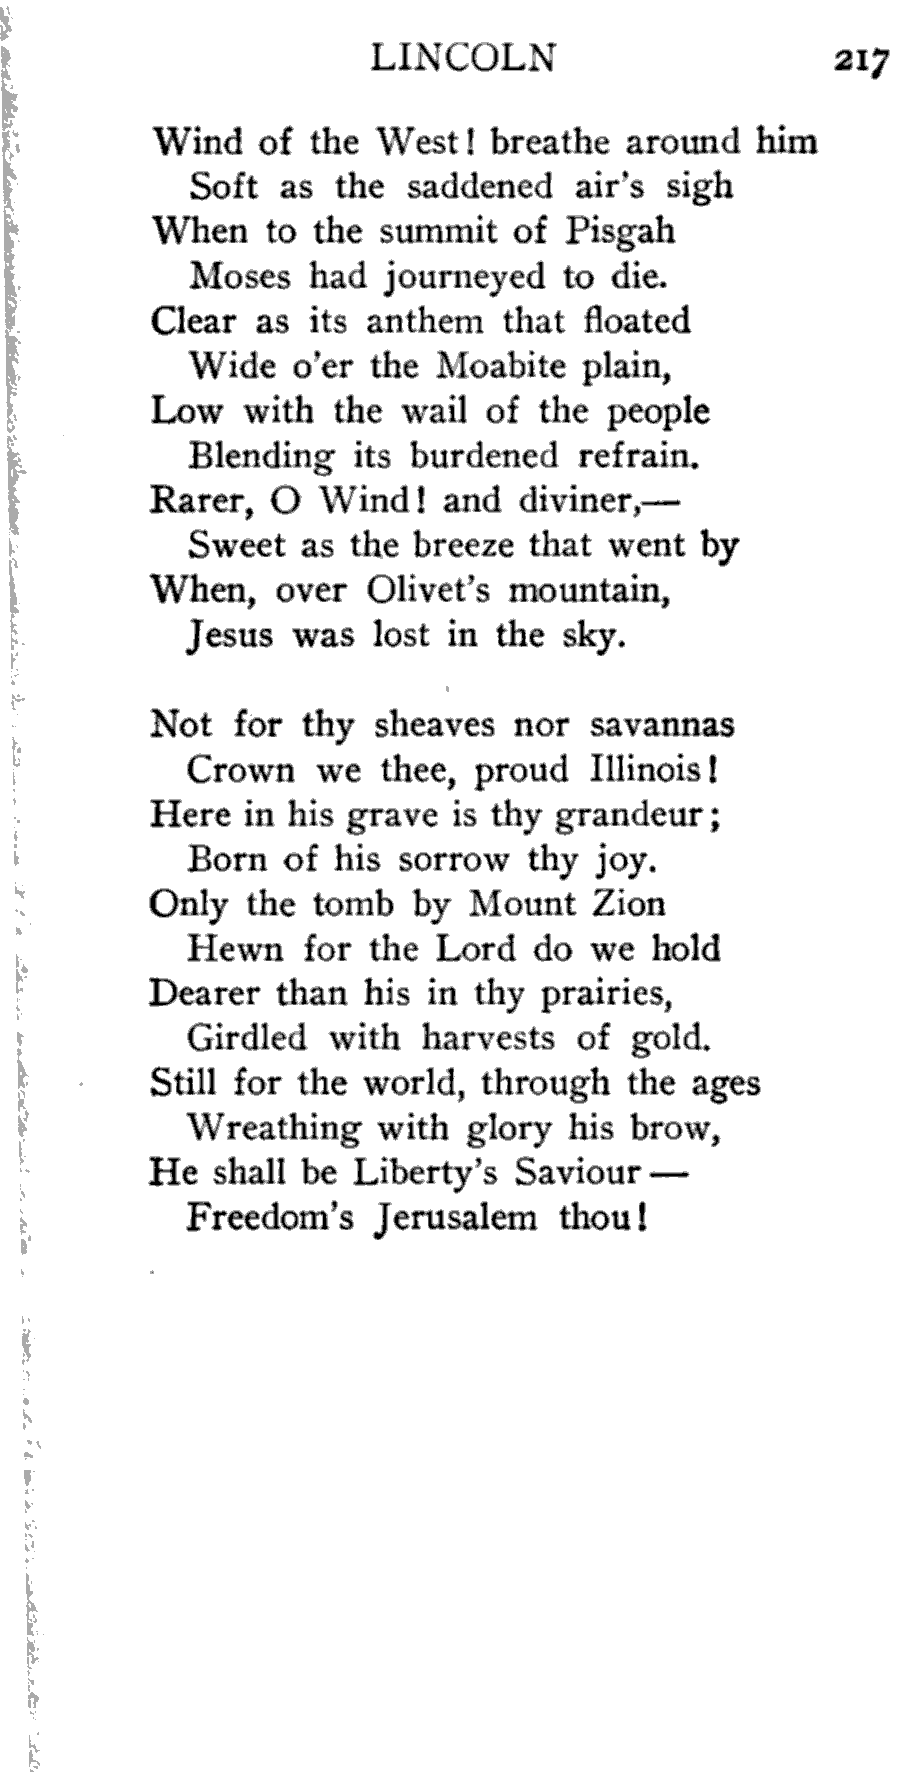 LINCOLN 217
Wind of the West! breathe around him
Soft as the saddened air's sigh
When to the summit of Pisgah
Moses had journeyed to die.
Clear as its anthem that floated
Wide o'er the Moabite plain,
Low with the wail of the people
Blending its burdened refrain.
Rarer, O Wind! and diviner,—
Sweet as the breeze that went by
When, over Olivet's mountain,
Jesus was lost in the sky.

Not for thy sheaves nor savannas
Crown we thee, proud Illinois!
Here in his grave is thy grandeur;
Born of his sorrow thy joy.
Only the tomb by Mount Zion
Hewn for the Lord do we hold
Dearer than his in thy prairies,
Girdled with harvests of gold.
Still for the world, through the ages
Wreathing with glory his brow,
He shall be Liberty's Saviour—
Freedom's Jerusalem thou!